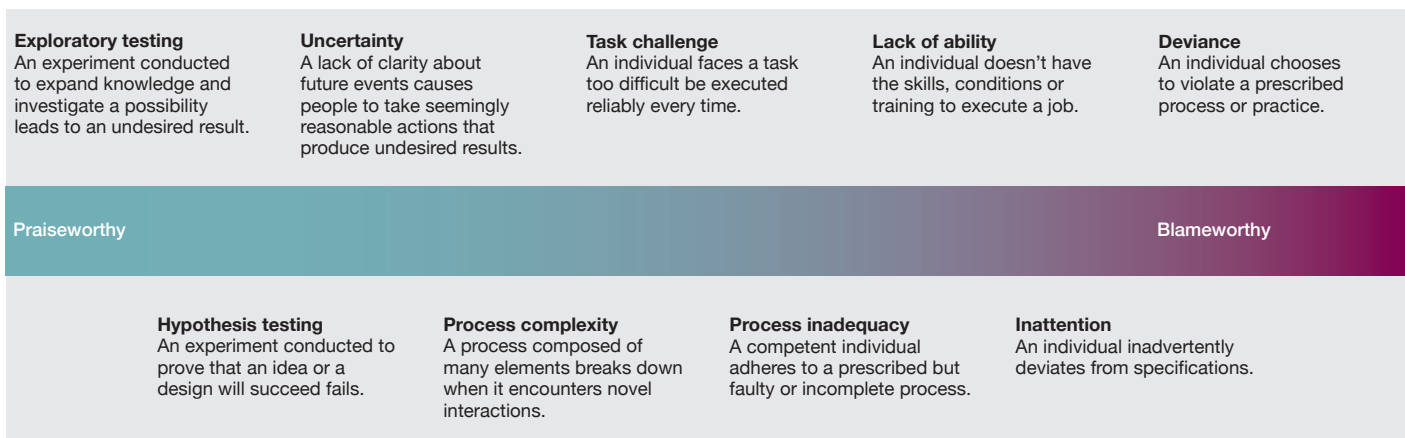 Exploratory testing
An experiment conducted
to expand knowledge and
investigate a possibility
leads to an undesired result.
Uncertainty
A lack of clarity about
future events causes
people to take seemingly
reasonable actions that
produce undesired results.
Task challenge
An individual faces a task
too difficult be executed
reliably every time.
Lack of ability
An individual doesn't have
the skills, conditions or
training to execute a job.
Deviance
An individual chooses
to violate a prescribed
process or practice.
Praiseworthy
Blameworthy
Hypothesis testing
An experiment conducted to
prove that an idea or a
design will succeed fails.
Process complexity
A process composed of
many elements breaks down
when it encounters novel
interactions.
Process inadequacy
A competent individual
adheres to a prescribed but
faulty or incomplete process.
Inattention
An individual inadvertently
deviates from specifications.